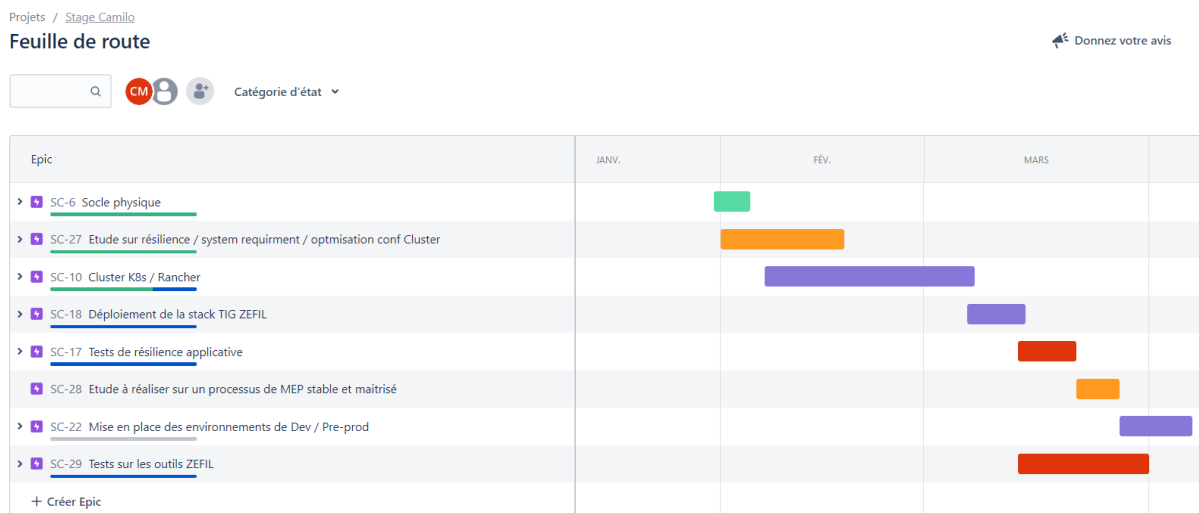 Projets / Stage Camilo
Feuille de route
Donnez votre avis
CM
Catégorie d'état
Epic
JANV.
FÉV.
MARS
SC-6 Socle physique
SC-27 Etude sur résilience / system requirment / optmisation conf Cluster
SC-10 Cluster K8s / Rancher
SC-18 Déploiement de la stack TIG ZEFIL
SC-17 Tests de résilience applicative
SC-28 Etude à réaliser sur un processus de MEP stable et maitrisé
SC-22 Mise en place des environnements de Dev / Pre-prod
SC-29 Tests sur les outils ZEFIL
+ Créer Epic